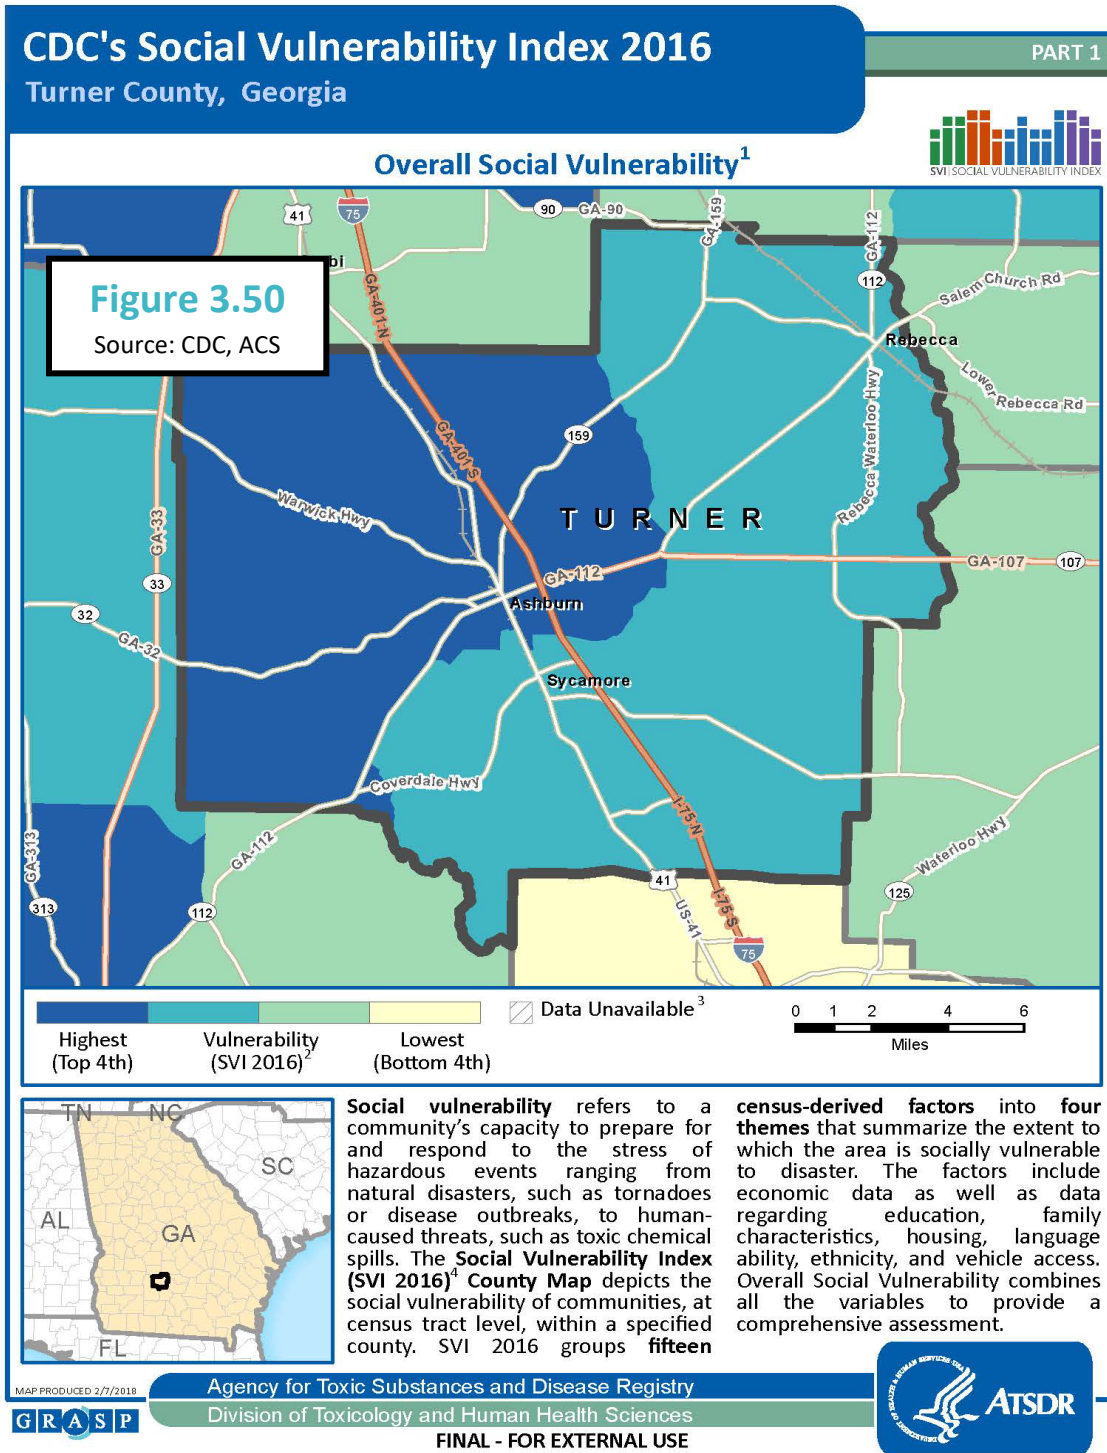 CDC's Social Vulnerability Index 2016
Turner County, Georgia
PART 1
SVI | SOCIAL VULNERABILITY INDEX
Overall Social Vulnerability1
Figure 3.50
Source: CDC, ACS
bi
41
75
90
GA-90
GA-159
GA-112
112
Salem Church Rd
Rebecca
Lower Rebecca Rd
GA-401 N
GA-401 S
159
Rebecca Waterloo Hwy
Warwick Hwy
TURNER
GA-33
33
GA-112
GA-107
107
Ashburn
32
GA-32
Sycamore
Coverdale Hwy
GA-112
I-75 N
GA-313
313
112
41
US-41
I-75 S
75
Waterloo Hwy
125
Highest
(Top 4th)
Vulnerability
(SVI 2016)2
Lowest
(Bottom 4th)
Data Unavailable3
0 1 2 4 6
Miles
TN
NC
SC
AL
GA
FL
Social vulnerability refers to a
community’s capacity to prepare for
and respond to the stress of
hazardous events ranging from
natural disasters, such as tornadoes
or disease outbreaks, to human-
caused threats, such as toxic chemical
spills. The Social Vulnerability Index
(SVI 2016)4 County Map depicts the
social vulnerability of communities, at
census tract level, within a specified
county. SVI 2016 groups fifteen
census-derived factors into four
themes that summarize the extent to
which the area is socially vulnerable
to disaster. The factors include
economic data as well as data
regarding education, family
characteristics, housing, language
ability, ethnicity, and vehicle access.
Overall Social Vulnerability combines
all the variables to provide a
comprehensive assessment.
MAP PRODUCED 2/7/2018
GRASP
Agency for Toxic Substances and Disease Registry
Division of Toxicology and Human Health Sciences
FINAL - FOR EXTERNAL USE
DEPARTMENT OF HEALTH & HUMAN SERVICES USA
ATSDR